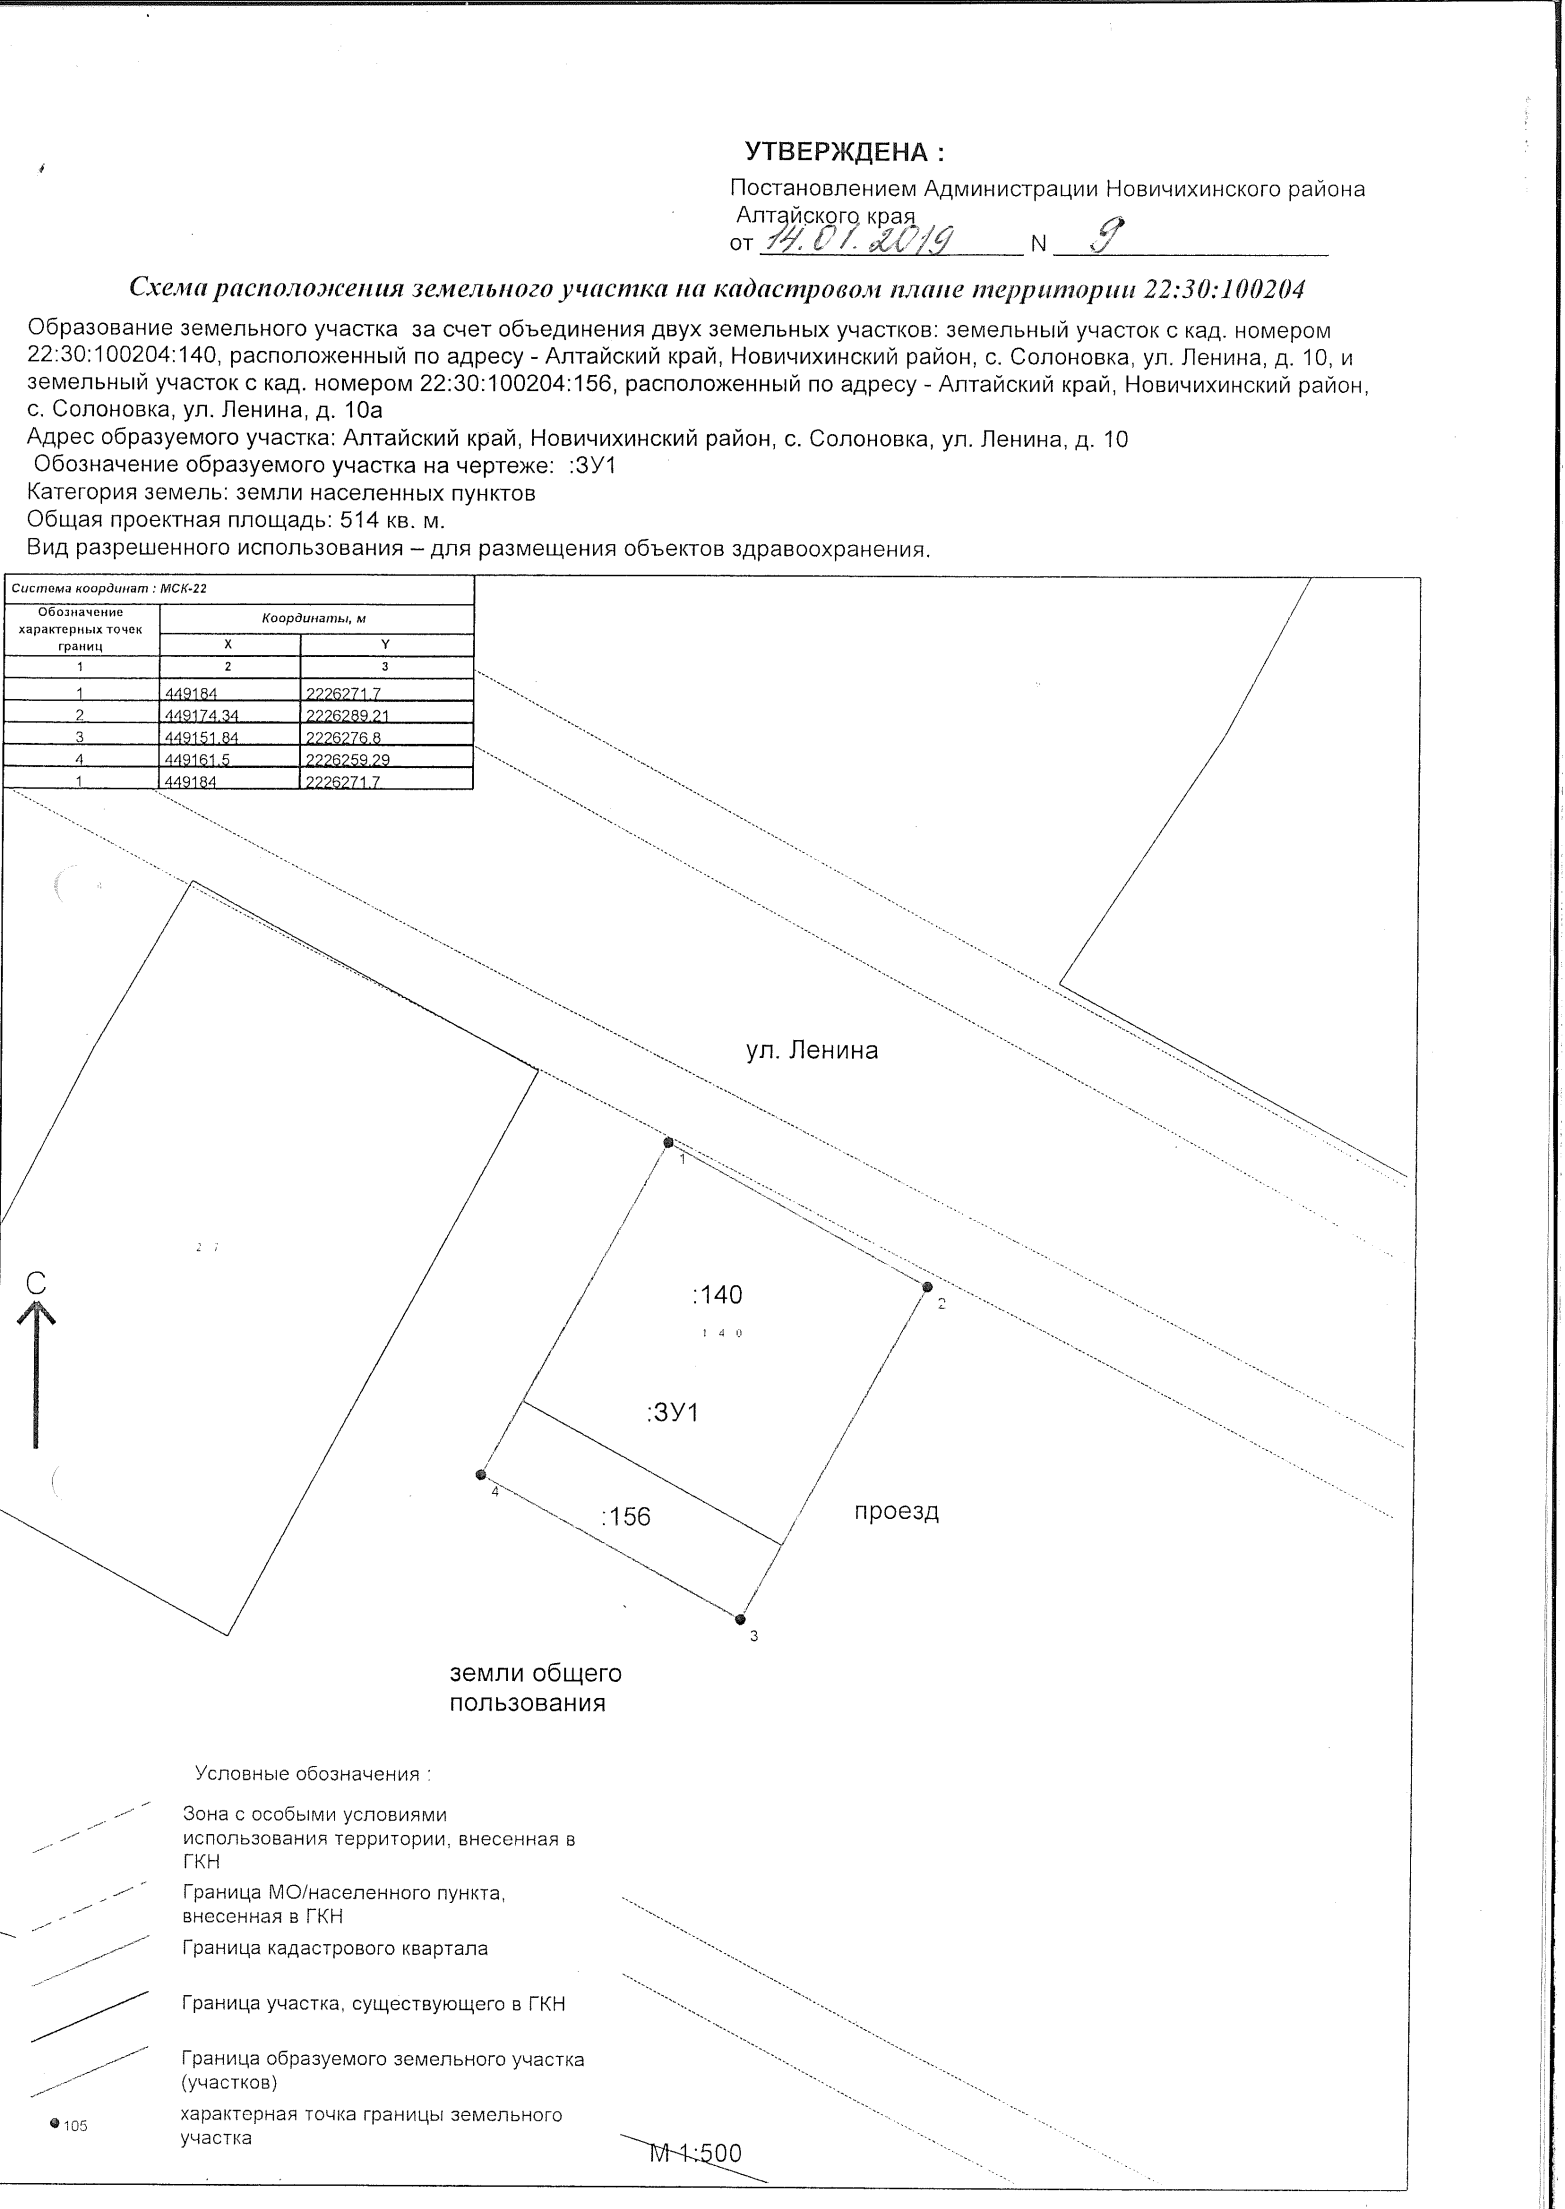 УТВЕРЖДЕНА :
Постановлением Администрации Новичихинского района
Алтайского края
от 14.01.2019 N 9
Схема расположения земельного участка на кадастровом плане территории 22:30:100204
Образование земельного участка за счет объединения двух земельных участков: земельный участок с кад. номером
22:30:100204:140, расположенный по адресу - Алтайский край, Новичихинский район, с. Солоновка, ул. Ленина, д. 10, и
земельный участок с кад. номером 22:30:100204:156, расположенный по адресу - Алтайский край, Новичихинский район,
с. Солоновка, ул. Ленина, д. 10а
Адрес образуемого участка: Алтайский край, Новичихинский район, с. Солоновка, ул. Ленина, д. 10
Обозначение образуемого участка на чертеже: :ЗУ1
Категория земель: земли населенных пунктов
Общая проектная площадь: 514 кв. м.
Вид разрешенного использования – для размещения объектов здравоохранения.
Система координат : МСК-22
Обозначение
характерных точек
границ
Координаты, м
X Y
1 2 3
1 449184 2226271.7
2 449174.34 2226289.21
3 449151.84 2226276.8
4 449161.5 2226259.29
1 449184 2226271.7
ул. Ленина
1
27
С
:140
2
140
:ЗУ1
4
:156
проезд
3
земли общего
пользования
Условные обозначения :
Зона с особыми условиями
использования территории, внесенная в
ГКН
Граница МО/населенного пункта,
внесенная в ГКН
Граница кадастрового квартала
Граница участка, существующего в ГКН
Граница образуемого земельного участка
(участков)
105
характерная точка границы земельного
участка
М 1:500